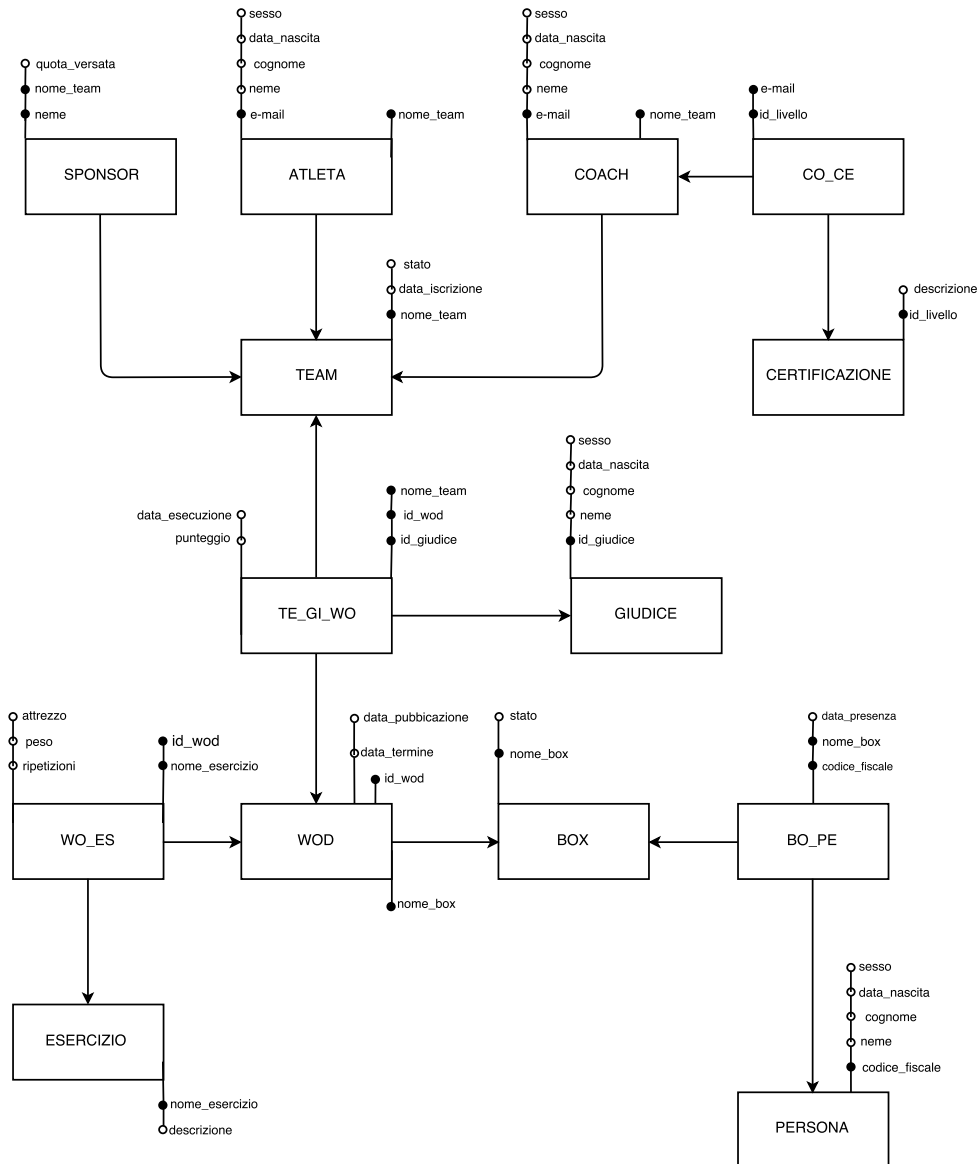 sesso
data_nascita
cognome
neme
e-mail
nome_team
quota_versata
nome_team
neme
sesso
data_nascita
cognome
neme
e-mail
nome_team
e-mail
id_livello
SPONSOR
ATLETA
COACH
CO_CE
stato
data_iscrizione
nome_team
descrizione
id_livello
TEAM
CERTIFICAZIONE
sesso
data_nascita
cognome
neme
id_giudice
data_esecuzione
punteggio
nome_team
id_wod
id_giudice
TE_GI_WO
GIUDICE
attrezzo
peso
ripetizioni
id_wod
nome_esercizio
data_pubbicazione
data_termine
id_wod
stato
nome_box
data_presenza
nome_box
codice_fiscale
WO_ES
WOD
BOX
BO_PE
nome_box
sesso
data_nascita
cognome
neme
codice_fiscale
ESERCIZIO
nome_esercizio
descrizione
PERSONA